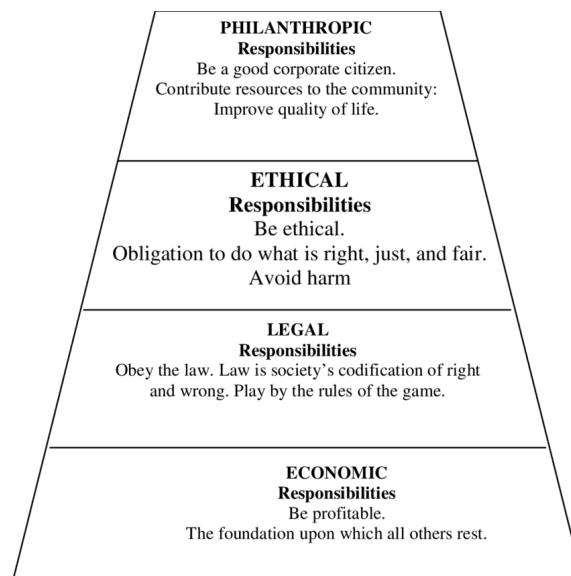 PHILANTHROPIC
Responsibilities
Be a good corporate citizen.
Contribute resources to the community:
Improve quality of life.
ETHICAL
Responsibilities
Be ethical.
Obligation to do what is right, just, and fair.
Avoid harm
LEGAL
Responsibilities
Obey the law. Law is society’s codification of right
and wrong. Play by the rules of the game.
ECONOMIC
Responsibilities
Be profitable.
The foundation upon which all others rest.